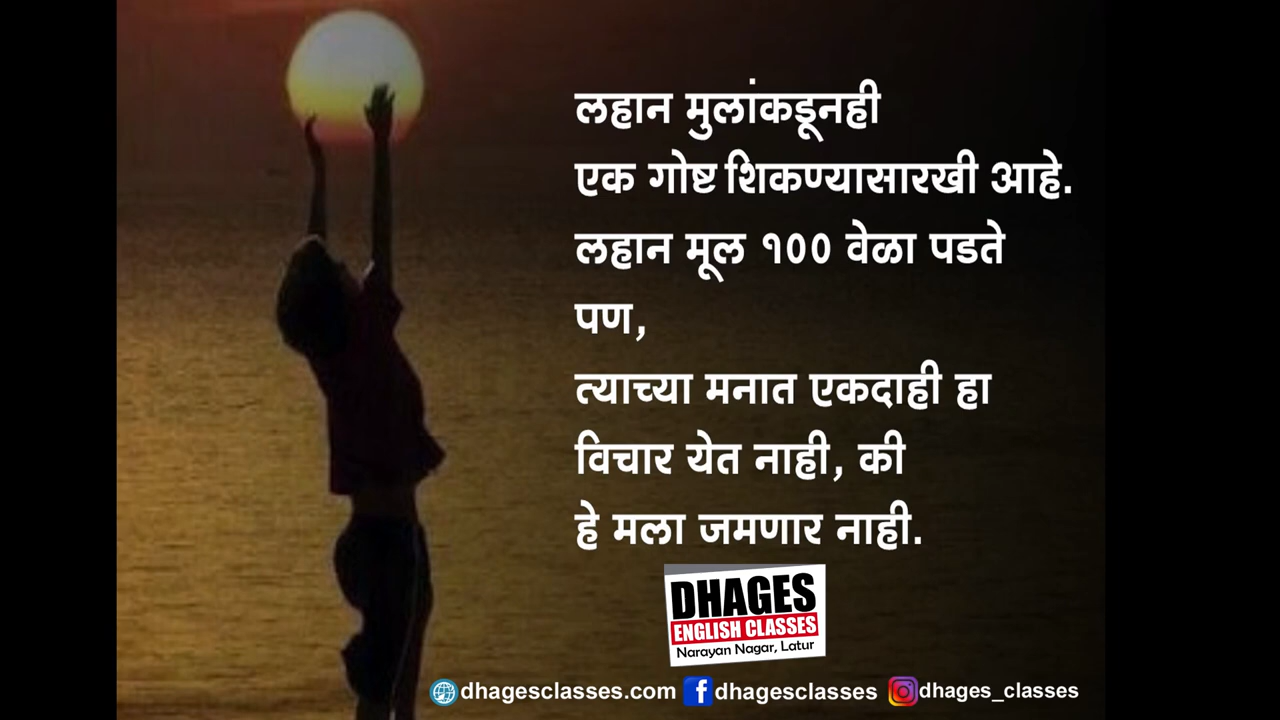 लहान मुलांकडूनही
एक गोष्ट शिकण्यासारखी आहे.
लहान मूल १०० वेळा पडते
पण,
त्याच्या मनात एकदाही हा
विचार येत नाही, की
हे मला जमणार नाही.
DHAGES
ENGLISH CLASSES
Narayan Nagar, Latur
dhagesclasses.com dhagesclasses dhages_classes